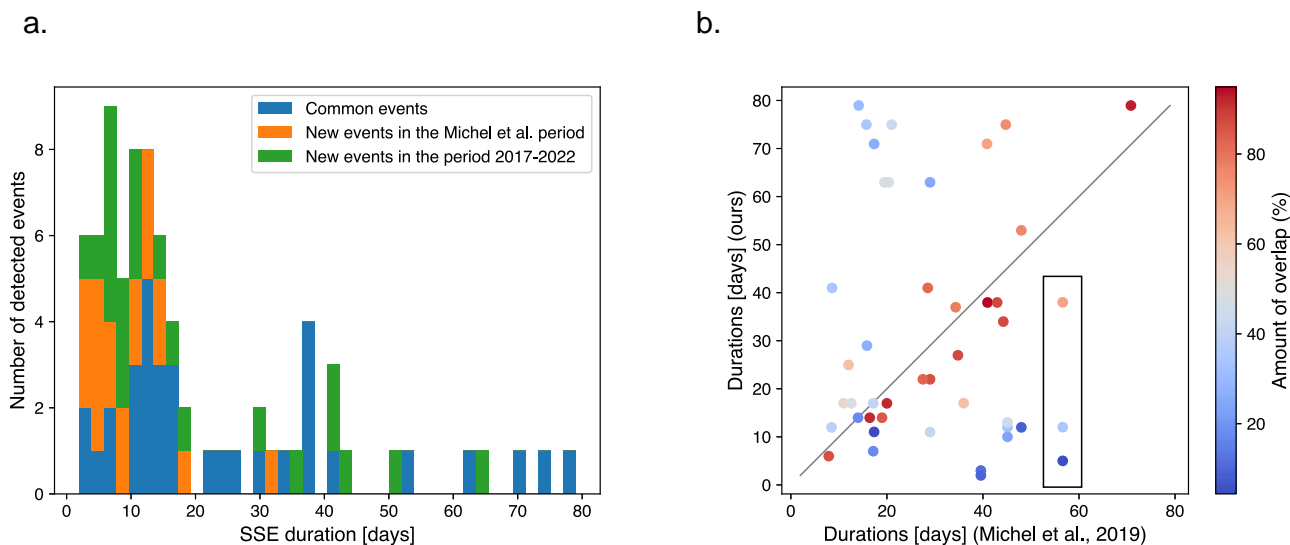 a.
Number of detected events
8
6
4
2
0
Common events
New events in the Michel et al. period
New events in the period 2017-2022
0 10 20 30 40 50 60 70 80
SSE duration [days]
b.
Durations [days] (ours)
80
70
60
50
40
30
20
10
0
0 20 40 60 80
Durations [days] (Michel et al., 2019)
80
60
40
20
Amount of overlap (%)